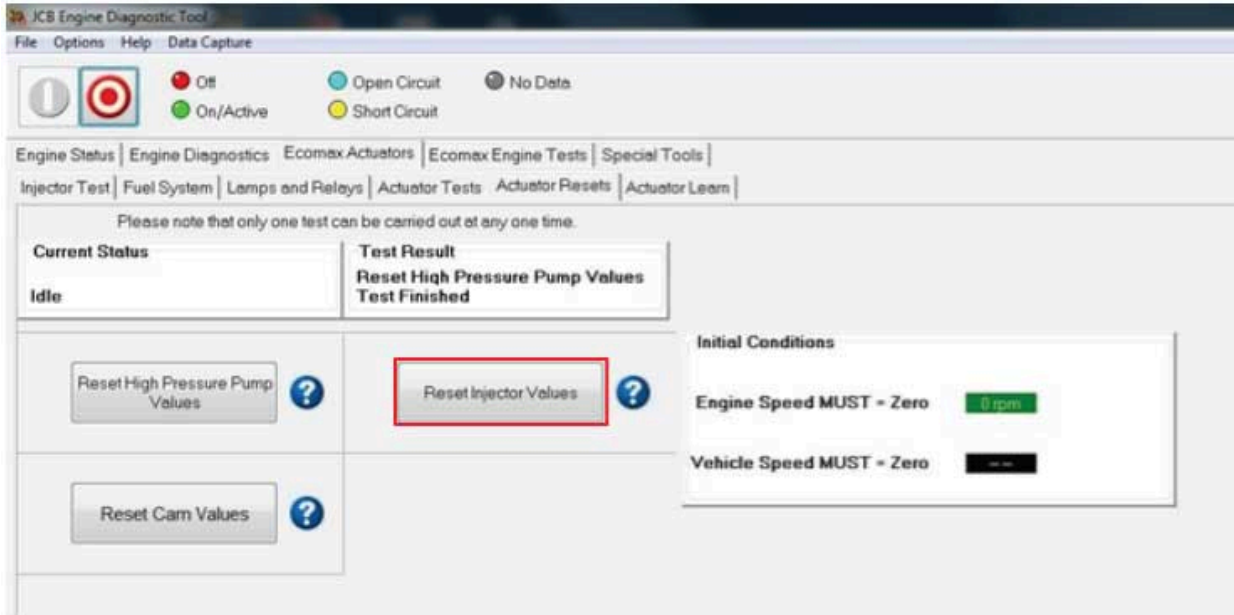 JCB Engine Diagnostic Tool
File Options Help Data Capture
Off Open Circuit No Data
On/Active Short Circuit
Engine Status Engine Diagnostics Ecomax Actuators Ecomax Engine Tests Special Tools
Injector Test Fuel System Lamps and Relays Actuator Tests Actuator Resets Actuator Learn
Please note that only one test can be carried out at any one time.
Current Status
Idle
Test Result
Reset High Pressure Pump Values
Test Finished
Reset High Pressure Pump
Values
?
Reset Injector Values
?
Reset Cam Values
?
Initial Conditions
Engine Speed MUST = Zero 0 rpm
Vehicle Speed MUST = Zero -- --